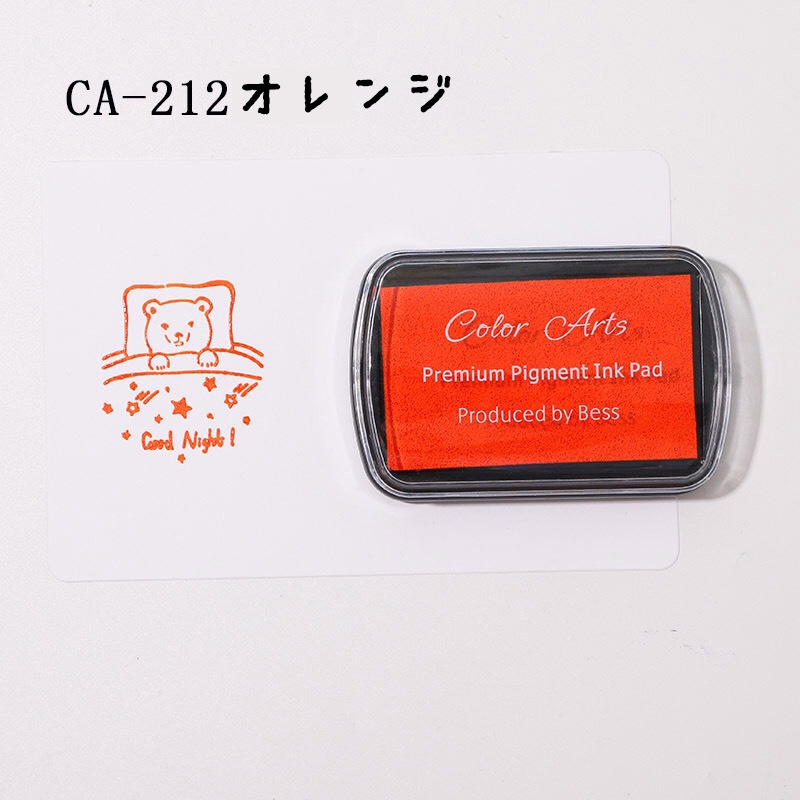 CA-212オレンジ
Color Arts
Premium Pigment Ink Pad
Produced by Bess
Good Night!